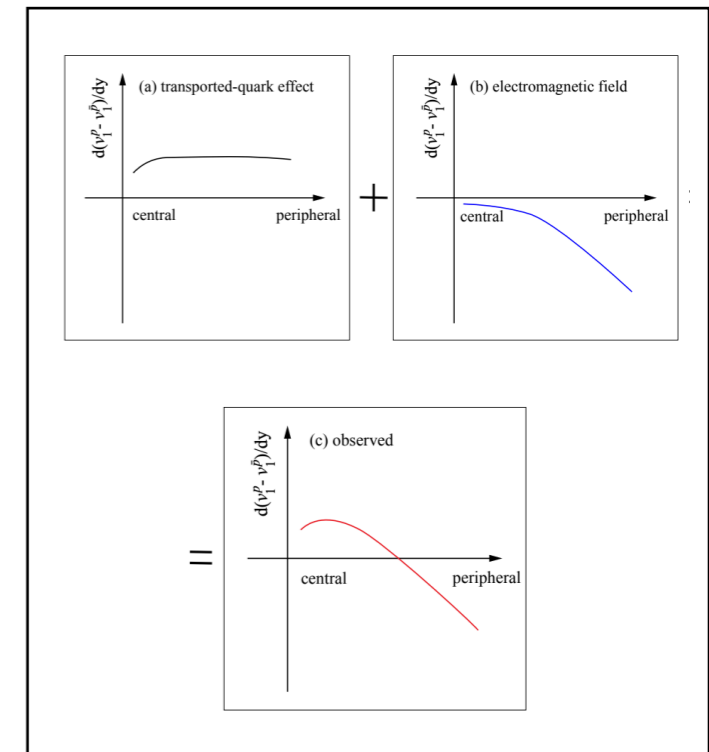 (a) transported-quark effect
d(v₁ᵖ- v₁ᵖ̄)/dy
central
peripheral
+
(b) electromagnetic field
d(v₁ᵖ- v₁ᵖ̄)/dy
central
peripheral
=
(c) observed
d(v₁ᵖ- v₁ᵖ̄)/dy
central
peripheral